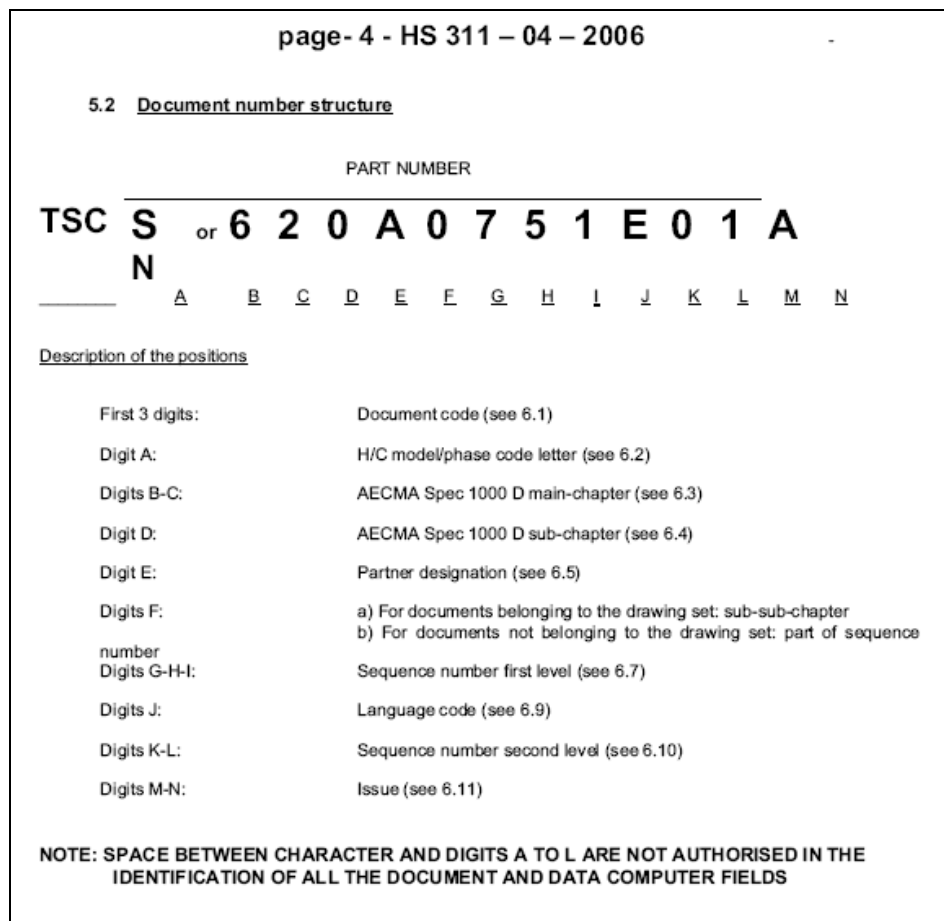 page- 4 - HS 311 – 04 – 2006 -
5.2 Document number structure
PART NUMBER
TSC S or 6 2 0 A 0 7 5 1 E 0 1 A
N
A B C D E F G H I J K L M N
Description of the positions
First 3 digits: Document code (see 6.1)
Digit A: H/C model/phase code letter (see 6.2)
Digits B-C: AECMA Spec 1000 D main-chapter (see 6.3)
Digit D: AECMA Spec 1000 D sub-chapter (see 6.4)
Digit E: Partner designation (see 6.5)
Digits F: a) For documents belonging to the drawing set: sub-sub-chapter
b) For documents not belonging to the drawing set: part of sequence
number
Digits G-H-I: Sequence number first level (see 6.7)
Digits J: Language code (see 6.9)
Digits K-L: Sequence number second level (see 6.10)
Digits M-N: Issue (see 6.11)
NOTE: SPACE BETWEEN CHARACTER AND DIGITS A TO L ARE NOT AUTHORISED IN THE
IDENTIFICATION OF ALL THE DOCUMENT AND DATA COMPUTER FIELDS